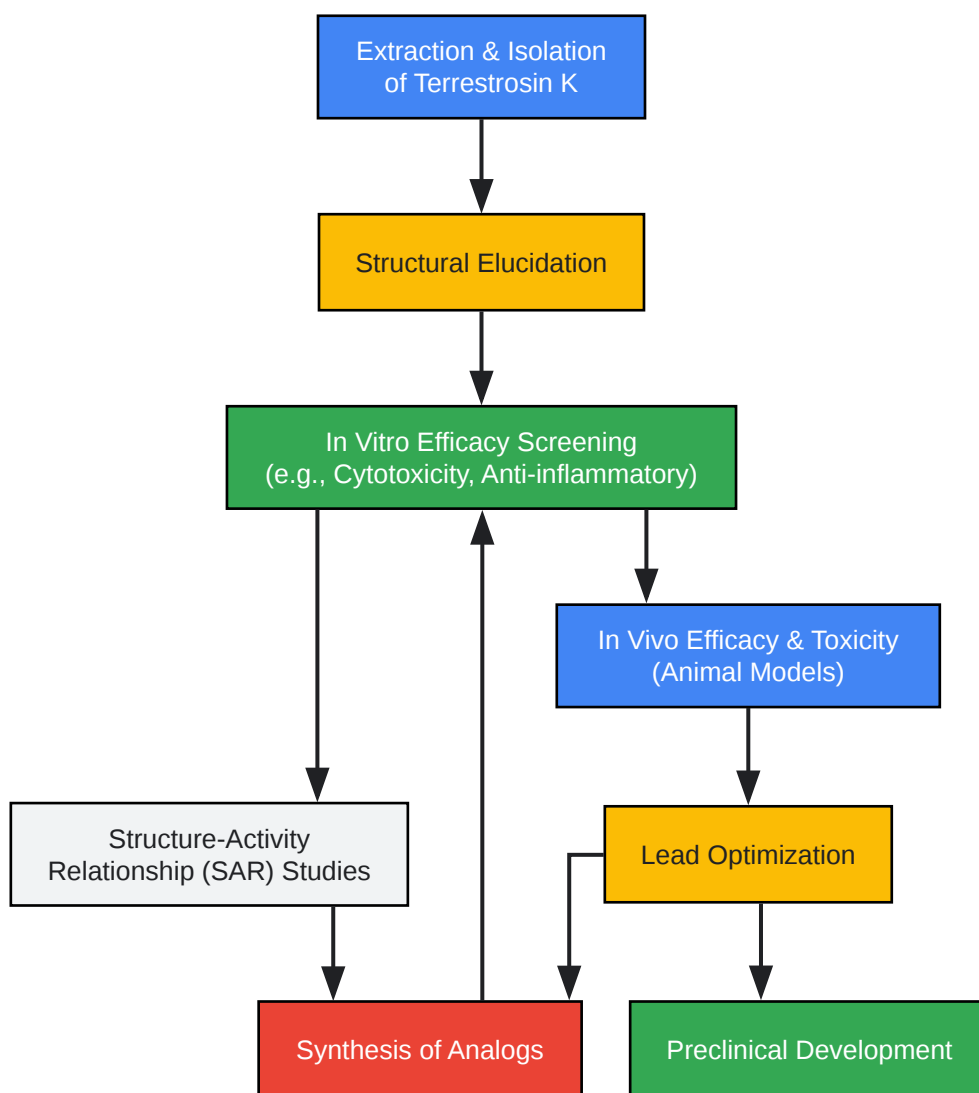 Extraction & Isolation
of Terrestrosin K
Structural Elucidation
In Vitro Efficacy Screening
(e.g., Cytotoxicity, Anti-inflammatory)
In Vivo Efficacy & Toxicity
(Animal Models)
Structure-Activity
Relationship (SAR) Studies
Lead Optimization
Synthesis of Analogs
Preclinical Development